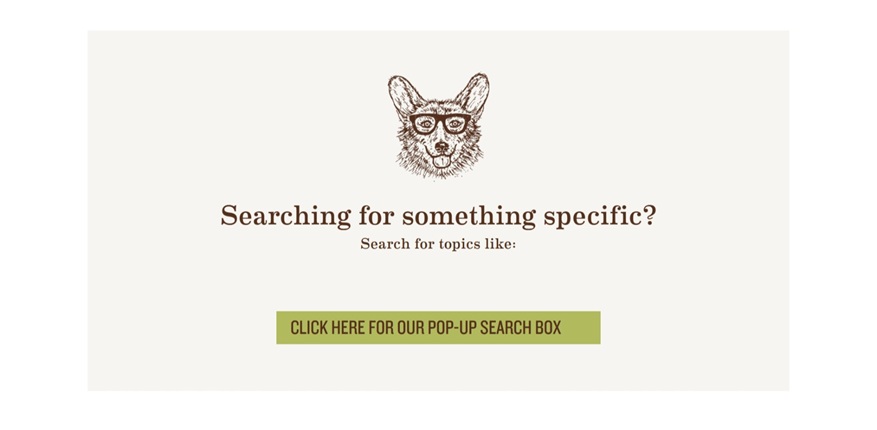 Searching for something specific?
Search for topics like:
CLICK HERE FOR OUR POP-UP SEARCH BOX